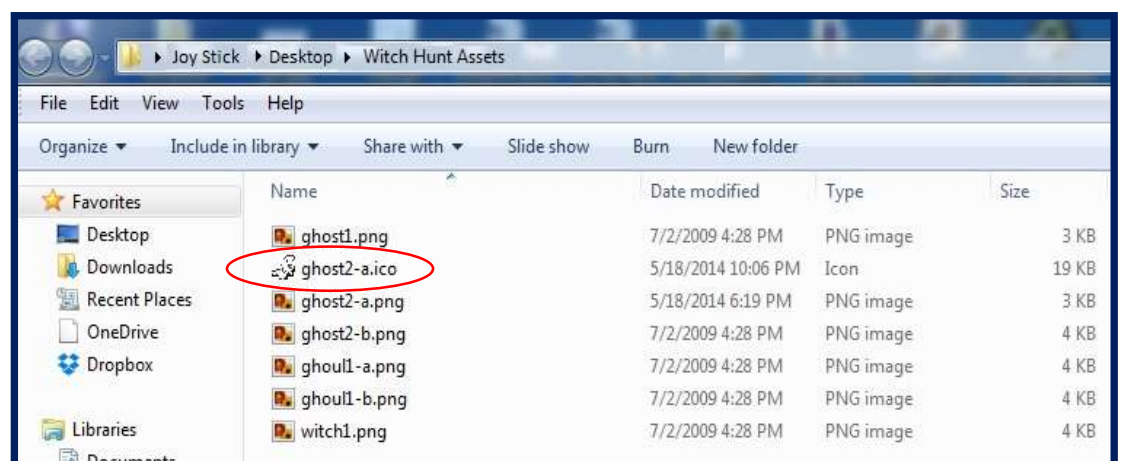 Joy Stick Desktop Witch Hunt Assets
File Edit View Tools Help
Organize Include in library Share with Slide show Burn New folder
Favorites
Desktop
Downloads
Recent Places
OneDrive
Dropbox
Libraries
Documents
Name Date modified Type Size
ghost1.png 7/2/2009 4:28 PM PNG image 3 KB
ghost2-a.ico 5/18/2014 10:06 PM Icon 19 KB
ghost2-a.png 5/18/2014 6:19 PM PNG image 3 KB
ghost2-b.png 7/2/2009 4:28 PM PNG image 4 KB
ghoul1-a.png 7/2/2009 4:28 PM PNG image 4 KB
ghoul1-b.png 7/2/2009 4:28 PM PNG image 4 KB
witch1.png 7/2/2009 4:28 PM PNG image 4 KB